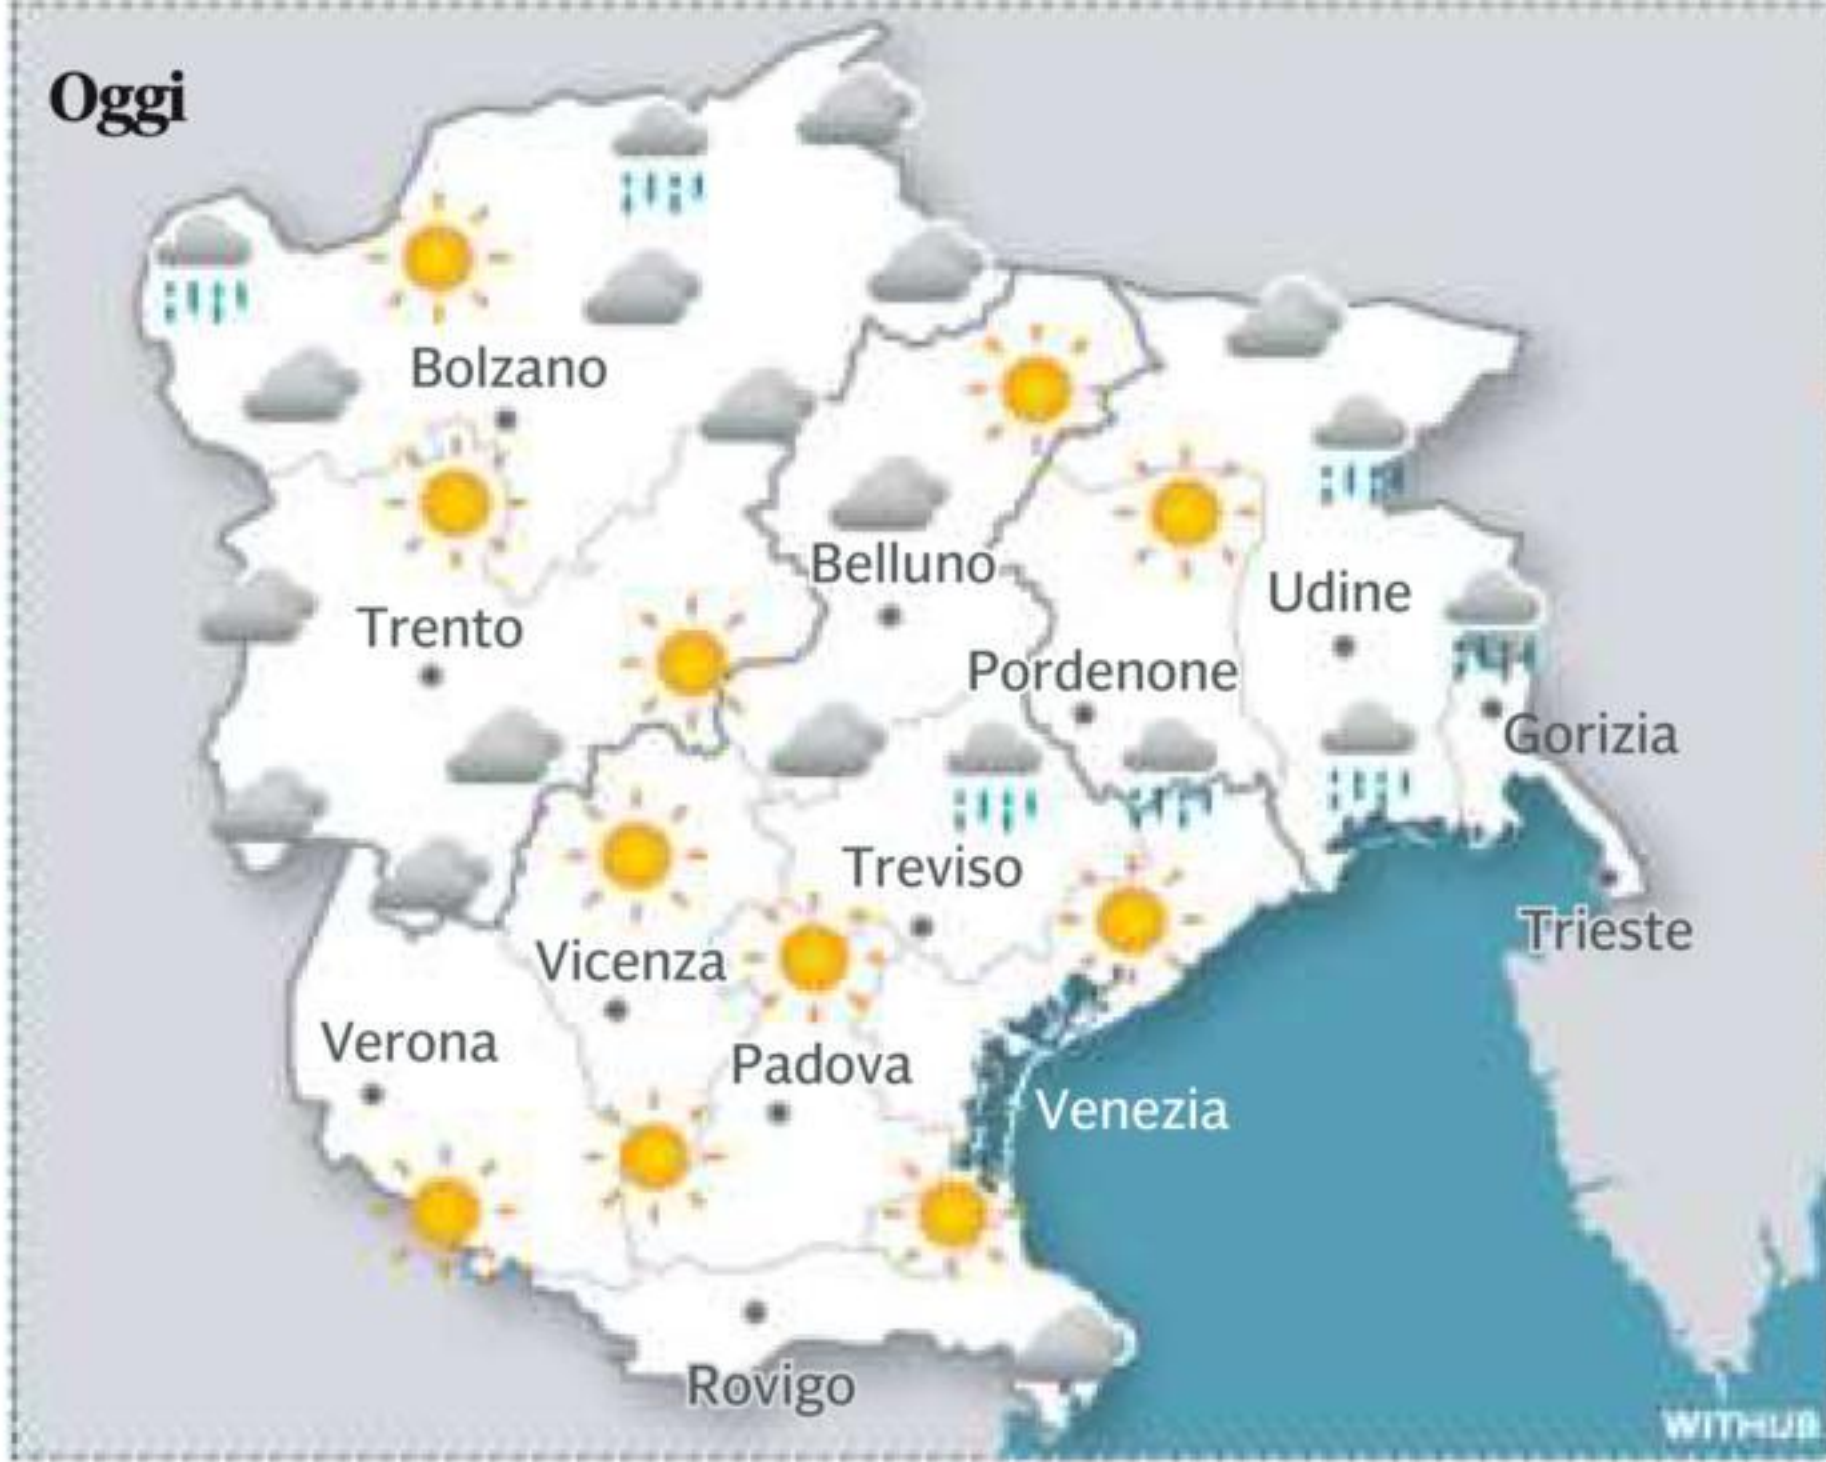 Oggi
Bolzano
Belluno
Udine
Trento
Pordenone
Gorizia
Treviso
Trieste
Vicenza
Verona
Padova
Venezia
Rovigo
WITHUB